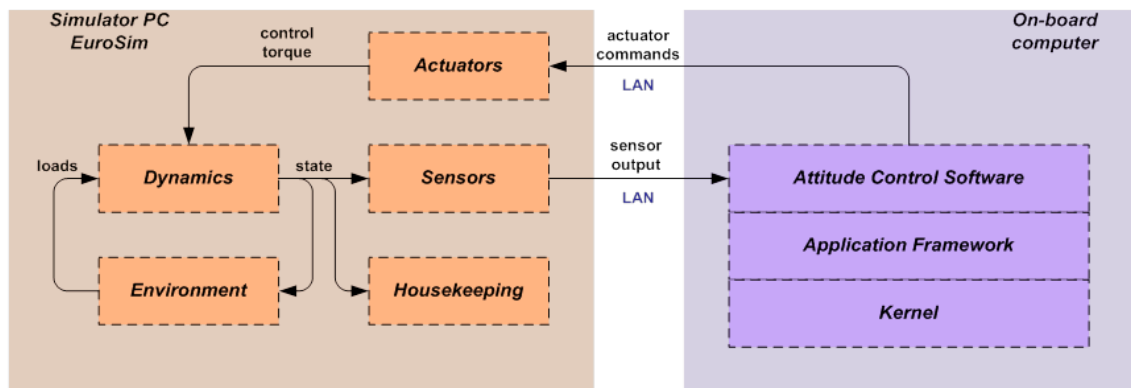 Simulator PC
EuroSim
control
torque
Actuators
actuator
commands
LAN
On-board
computer
loads
Dynamics
state
Sensors
sensor
output
LAN
Attitude Control Software
Application Framework
Environment
Housekeeping
Kernel